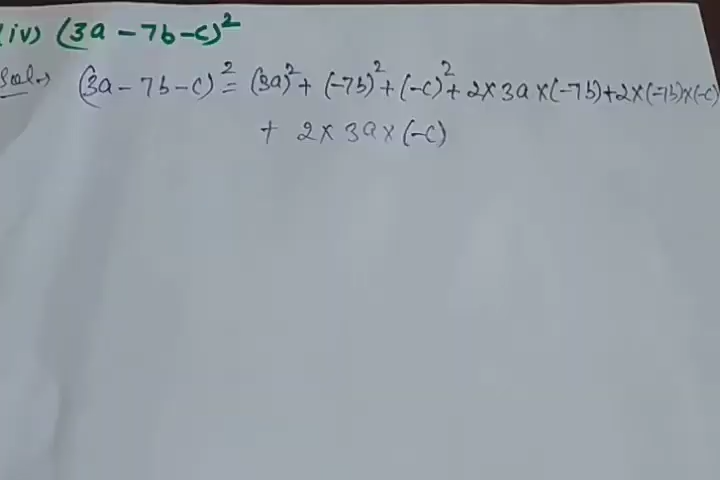 (iv) (3a - 7b - c)²
Sol→ (3a - 7b - c)² = (3a)² + (-7b)² + (-c)² + 2×3a×(-7b)+2×(-7b)×(-c)
+ 2×3a×(-c)